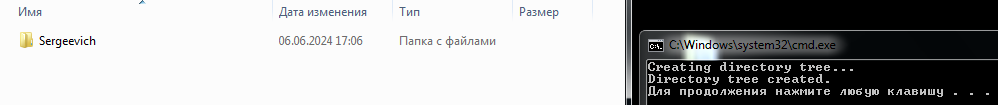 Имя Дата изменения Тип Размер
Sergeevich 06.06.2024 17:06 Папка с файлами
C:\Windows\system32\cmd.exe
Creating directory tree...
Directory tree created.
Для продолжения нажмите любую клавишу . . .